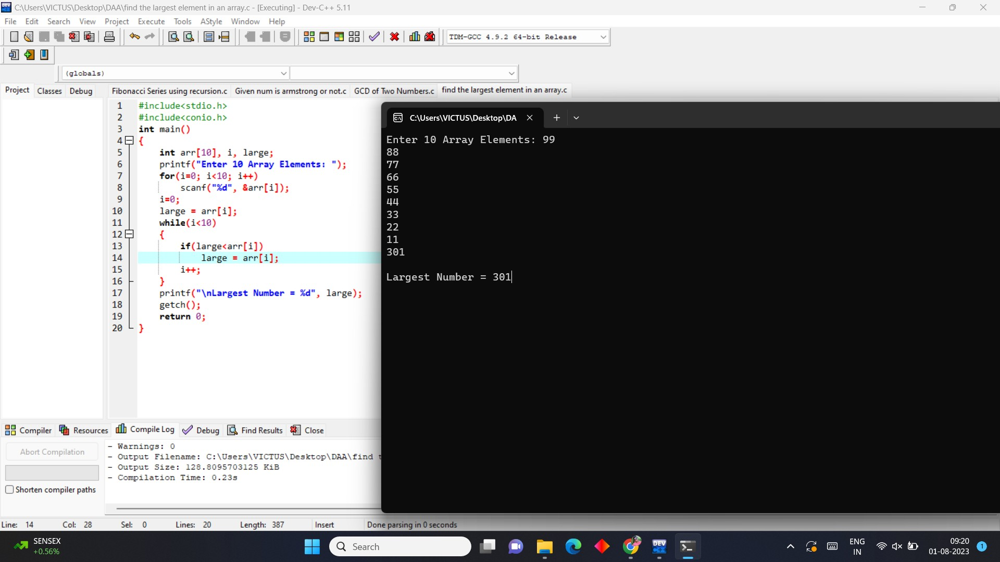 C:\Users\VICTUS\Desktop\DAA\find the largest element in an array.c - [Executing] - Dev-C++ 5.11
File Edit Search View Project Execute Tools AStyle Window Help
TDM-GCC 4.9.2 64-bit Release
(globals)
Project Classes Debug
Fibonacci Series using recursion.c Given num is armstrong or not.c GCD of Two Numbers.c find the largest element in an array.c
1 #include<stdio.h>
2 #include<conio.h>
3 int main()
4 {
5 int arr[10], i, large;
6 printf("Enter 10 Array Elements: ");
7 for(i=0; i<10; i++)
8 scanf("%d", &arr[i]);
9 i=0;
10 large = arr[i];
11 while(i<10)
12 {
13 if(large<arr[i])
14 large = arr[i];
15 i++;
16 }
17 printf("\nLargest Number = %d", large);
18 getch();
19 return 0;
20 }
C:\Users\VICTUS\Desktop\DA
Enter 10 Array Elements: 99
88
77
66
55
44
33
22
11
301
Largest Number = 301
Compiler Resources Compile Log Debug Find Results Close
Abort Compilation
Shorten compiler paths
- Warnings: 0
- Output Filename: C:\Users\VICTUS\Desktop\DAA\find
- Output Size: 128.8095703125 KiB
- Compilation Time: 0.23s
Line: 14 Col: 28 Sel: 0 Lines: 20 Length: 387 Insert Done parsing in 0 seconds
SENSEX
+0.56%
Search
DEV
C++
ENG
IN
09:20
01-08-2023
1